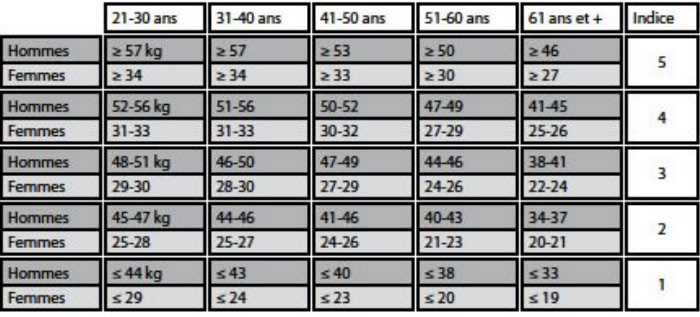 21-30 ans 31-40 ans 41-50 ans 51-60 ans 61 ans et + Indice
Hommes ≥ 57 kg ≥ 57 ≥ 53 ≥ 50 ≥ 46
5
Femmes ≥ 34 ≥ 34 ≥ 33 ≥ 30 ≥ 27
Hommes 52-56 kg 51-56 50-52 47-49 41-45
4
Femmes 31-33 31-33 30-32 27-29 25-26
Hommes 48-51 kg 46-50 47-49 44-46 38-41
3
Femmes 29-30 28-30 27-29 24-26 22-24
Hommes 45-47 kg 44-46 41-46 40-43 34-37
2
Femmes 25-28 25-27 24-26 21-23 20-21
Hommes ≤ 44 kg ≤ 43 ≤ 40 ≤ 38 ≤ 33
1
Femmes ≤ 29 ≤ 24 ≤ 23 ≤ 20 ≤ 19